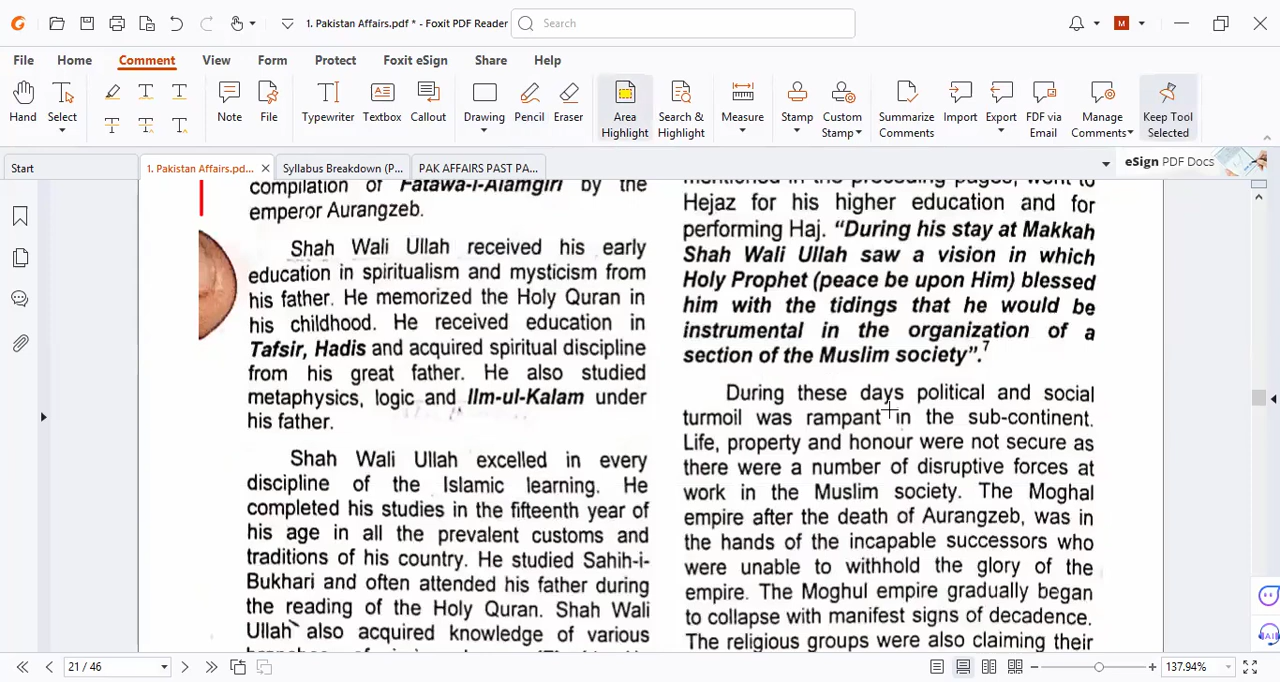 1. Pakistan Affairs.pdf * - Foxit PDF Reader
Search
M
File Home Comment View Form Protect Foxit eSign Share Help
Hand Select Note File Typewriter Textbox Callout Drawing Pencil Eraser Area Highlight Search & Highlight Measure Stamp Custom Stamp Summarize Comments Import Export FDF via Email Manage Comments Keep Tool Selected
Start
1. Pakistan Affairs.pd...
Syllabus Breakdown (P...
PAK AFFAIRS PAST PA...
eSign PDF Docs
compilation of Fatawa-i-Alamgiri by the
emperor Aurangzeb.
Shah Wali Ullah received his early
education in spiritualism and mysticism from
his father. He memorized the Holy Quran in
his childhood. He received education in
Tafsir, Hadis and acquired spiritual discipline
from his great father. He also studied
metaphysics, logic and Ilm-ul-Kalam under
his father.
Shah Wali Ullah excelled in every
discipline of the Islamic learning. He
completed his studies in the fifteenth year of
his age in all the prevalent customs and
traditions of his country. He studied Sahih-i-
Bukhari and often attended his father during
the reading of the Holy Quran. Shah Wali
Ullah also acquired knowledge of various
mentioned in the preceding pages, went to
Hejaz for his higher education and for
performing Haj. “During his stay at Makkah
Shah Wali Ullah saw a vision in which
Holy Prophet (peace be upon Him) blessed
him with the tidings that he would be
instrumental in the organization of a
section of the Muslim society”.7
During these days political and social
turmoil was rampant in the sub-continent.
Life, property and honour were not secure as
there were a number of disruptive forces at
work in the Muslim society. The Moghal
empire after the death of Aurangzeb, was in
the hands of the incapable successors who
were unable to withhold the glory of the
empire. The Moghul empire gradually began
to collapse with manifest signs of decadence.
The religious groups were also claiming their
21 / 46
137.94%